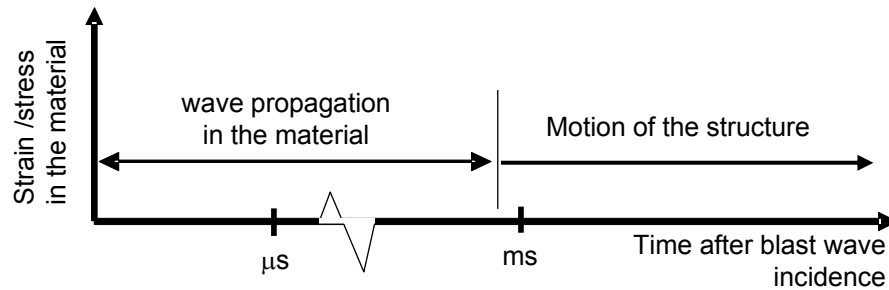 Strain /stress
in the material
wave propagation
in the material
Motion of the structure
μs
ms
Time after blast wave
incidence